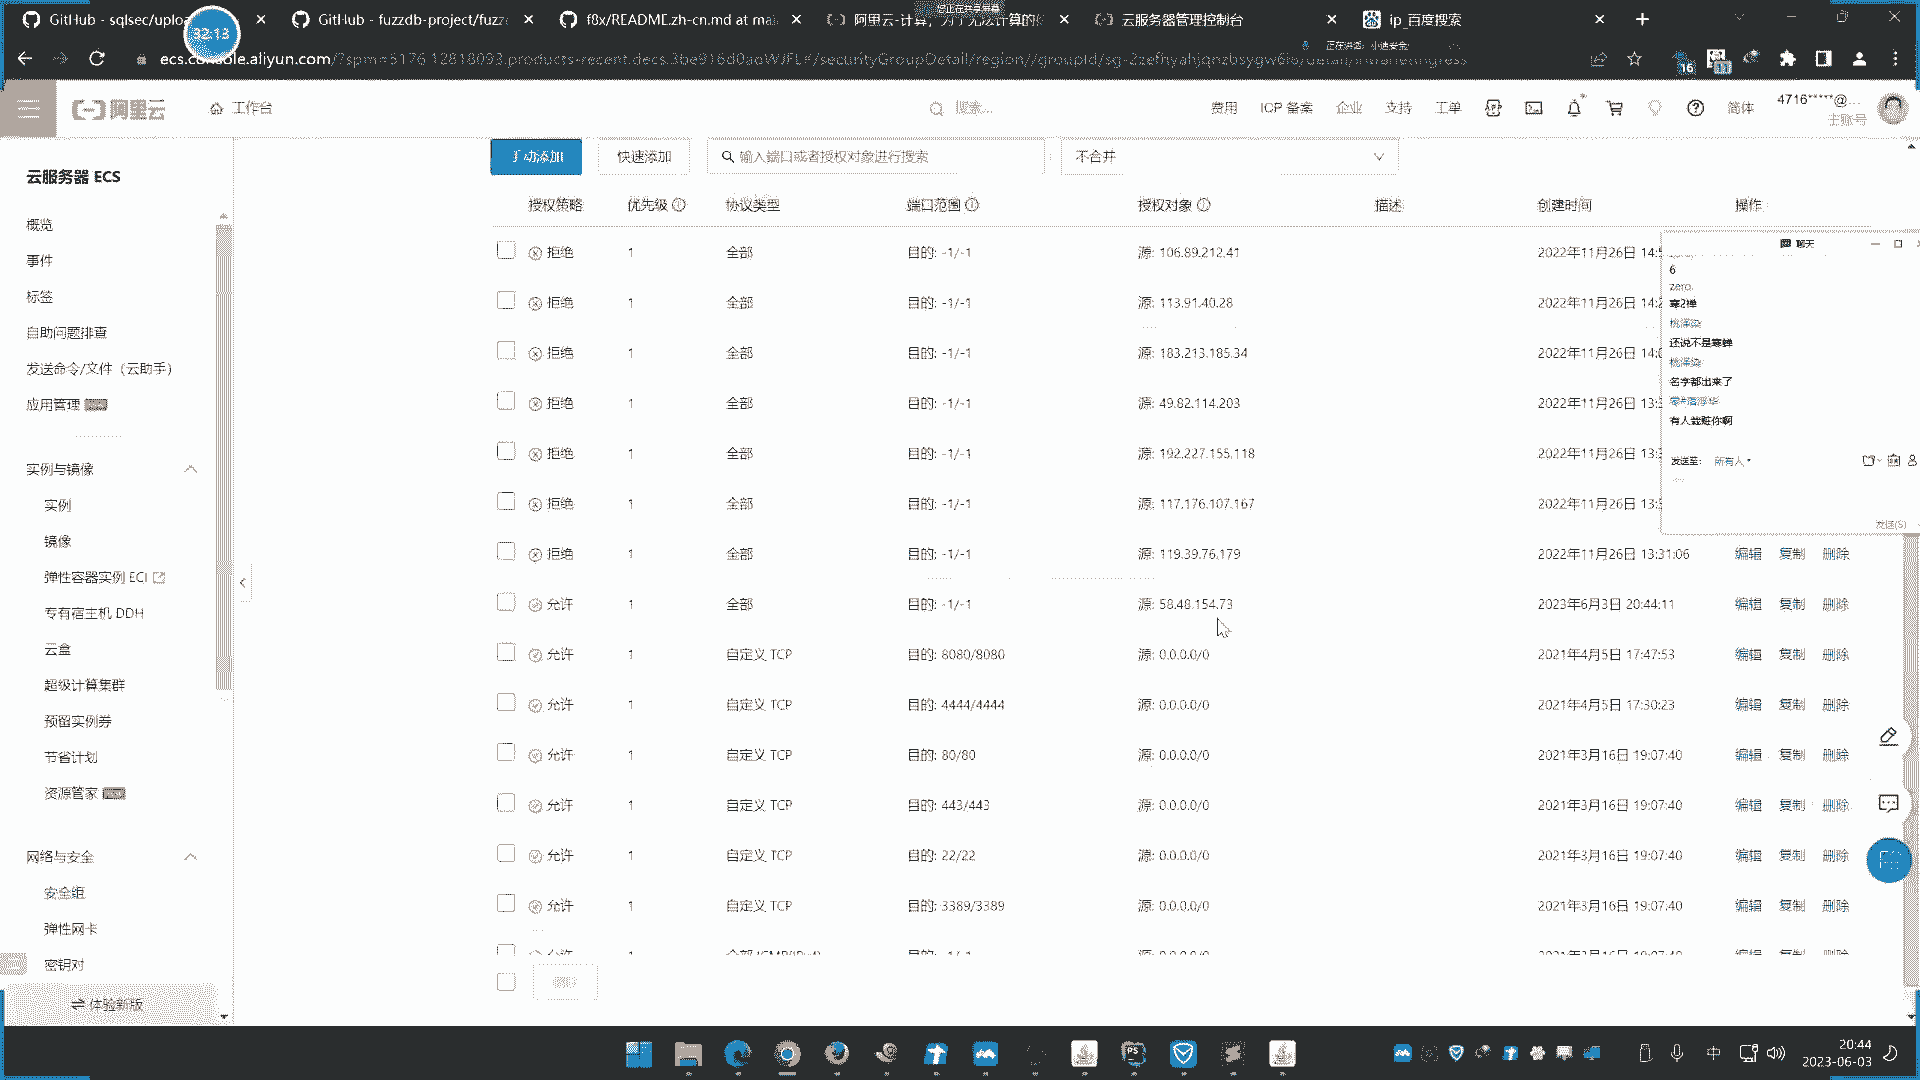 您正在共享屏幕
GitHub - sqlsec/uploa
GitHub - fuzzdb-project/fuzz
f8x/README.zh-cn.md at ma
阿里云-计算，为了无法计算的价
云服务器管理控制台
ip_百度搜索
32:13
正在讲话: 小迪安全;
16
11
工作台
搜索...
费用
ICP 备案
企业
支持
工单
简体
4716*****@...
主账号
阿里云
云服务器 ECS
概览
事件
标签
自助问题排查
发送命令/文件（云助手）
应用管理
实例与镜像
实例
镜像
弹性容器实例 ECI
专有宿主机 DDH
云盒
超级计算集群
预留实例券
节省计划
资源管家
网络与安全
安全组
弹性网卡
密钥对
体验新版
手动添加
快速添加
输入端口或者授权对象进行搜索
不合并
授权策略 优先级 协议类型 端口范围 授权对象 描述 创建时间 操作
拒绝 1 全部 目的: -1/-1 源: 106.89.212.41 2022年11月26日 14:5
拒绝 1 全部 目的: -1/-1 源: 113.91.40.28 2022年11月26日 14:2
拒绝 1 全部 目的: -1/-1 源: 183.213.185.34 2022年11月26日 14:0
拒绝 1 全部 目的: -1/-1 源: 49.82.114.203 2022年11月26日 13:3
拒绝 1 全部 目的: -1/-1 源: 192.227.155.118 2022年11月26日 13:3
拒绝 1 全部 目的: -1/-1 源: 117.176.107.167 2022年11月26日 13:3
拒绝 1 全部 目的: -1/-1 源: 119.39.76.179 2022年11月26日 13:31:06 编辑 复制 删除
允许 1 全部 目的: -1/-1 源: 58.48.154.73 2023年6月3日 20:44:11 编辑 复制 删除
允许 1 自定义 TCP 目的: 8080/8080 源: 0.0.0.0/0 2021年4月5日 17:47:53 编辑 复制 删除
允许 1 自定义 TCP 目的: 4444/4444 源: 0.0.0.0/0 2021年4月5日 17:30:23 编辑 复制 删除
允许 1 自定义 TCP 目的: 80/80 源: 0.0.0.0/0 2021年3月16日 19:07:40 编辑 复制 删除
允许 1 自定义 TCP 目的: 443/443 源: 0.0.0.0/0 2021年3月16日 19:07:40 编辑 复制 删除
允许 1 自定义 TCP 目的: 22/22 源: 0.0.0.0/0 2021年3月16日 19:07:40 编辑 复制 删除
允许 1 自定义 TCP 目的: 3389/3389 源: 0.0.0.0/0 2021年3月16日 19:07:40 编辑 复制 删除
删除
聊天
6
zero.
寒2蝉
还说不是寒蝉
名字都出来了
有人栽赃你啊
发送至: 所有人
发送(S)
中
20:44
2023-06-03